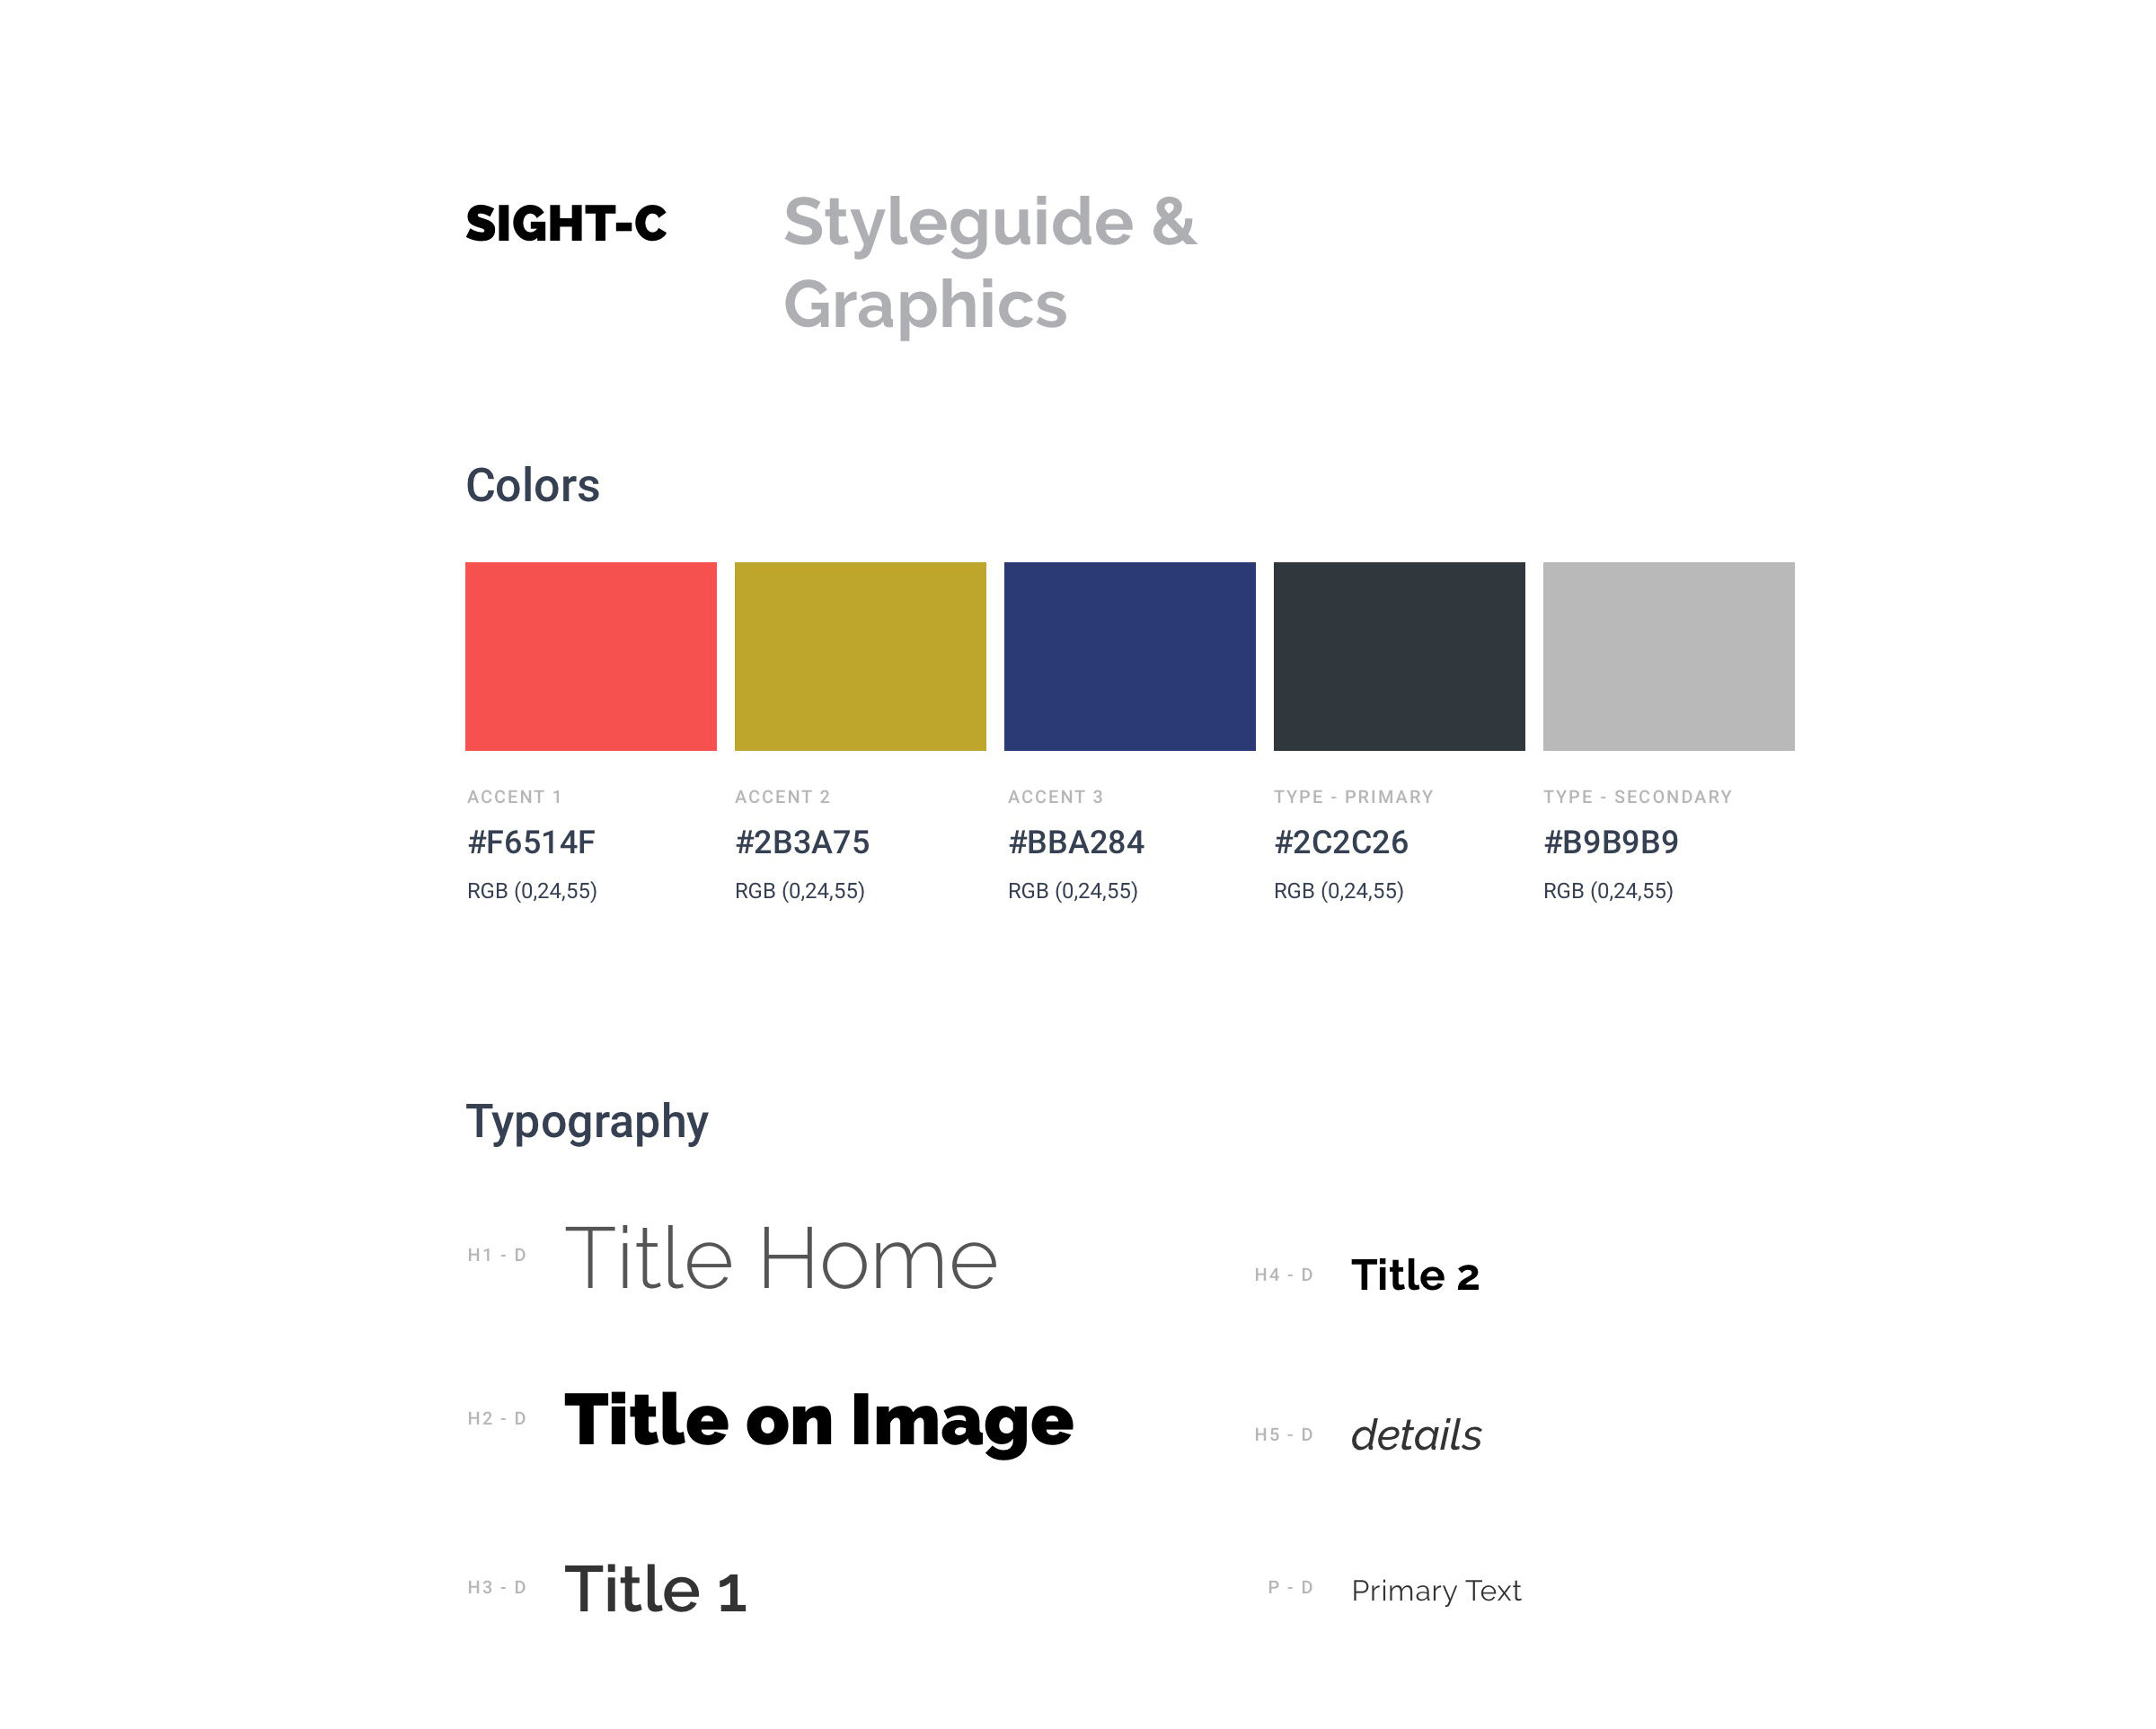 SIGHT-C
Styleguide &
Graphics
Colors
ACCENT 1
#F6514F
RGB (0,24,55)
ACCENT 2
#2B3A75
RGB (0,24,55)
ACCENT 3
#BBA284
RGB (0,24,55)
TYPE - PRIMARY
#2C2C26
RGB (0,24,55)
TYPE - SECONDARY
#B9B9B9
RGB (0,24,55)
Typography
H1 - D
Title Home
H2 - D
Title on Image
H3 - D
Title 1
H4 - D
Title 2
H5 - D
details
P - D
Primary Text